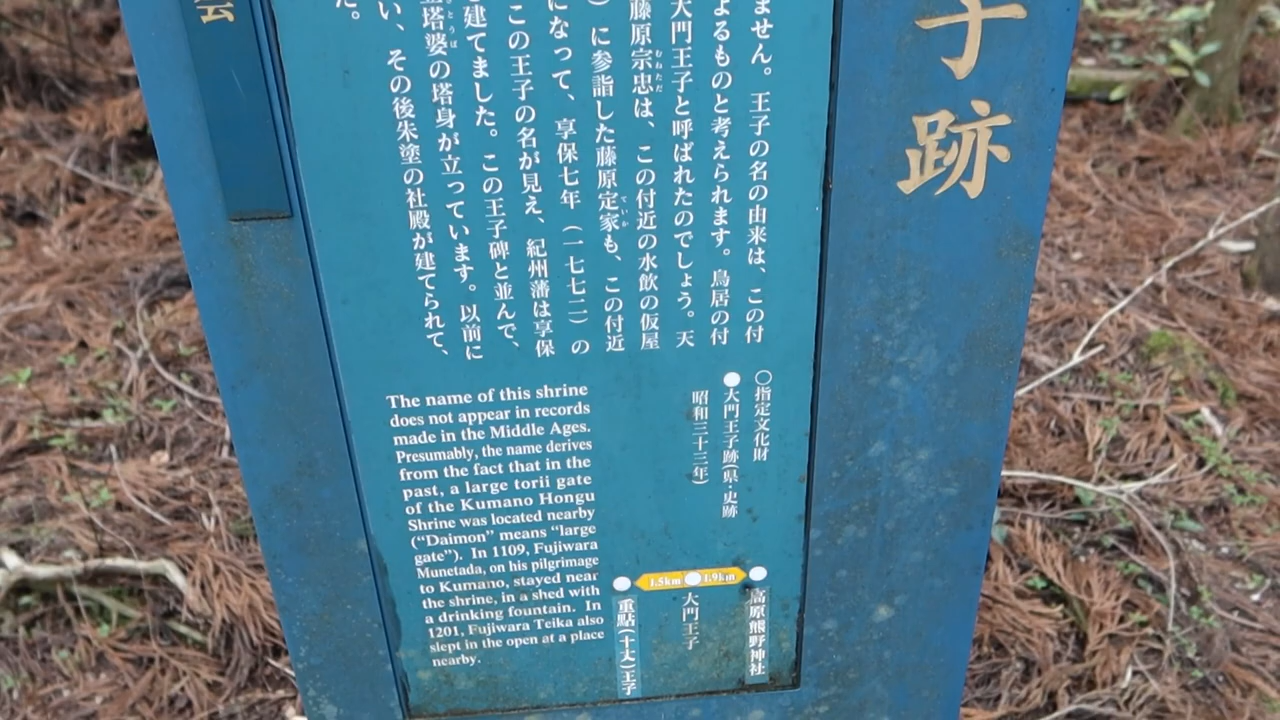 子跡
ません。王子の名の由来は、この付
よるものと考えられます。鳥居の付
大門王子と呼ばれたのでしょう。天
藤原宗忠は、この付近の水飲の仮屋
)に参詣した藤原定家も、この付近
になって、享保七年(一七二二)の
この王子の名が見え、紀州藩は享保
建てました。この王子碑と並んで、
塔婆の塔身が立っています。以前に
い、その後朱塗の社殿が建てられて、
た。
○指定文化財
●大門王子跡(県・史跡
昭和三十三年)
The name of this shrine
does not appear in records
made in the Middle Ages.
Presumably, the name derives
from the fact that in the
past, a large torii gate
of the Kumano Hongu
Shrine was located nearby
("Daimon" means "large
gate"). In 1109, Fujiwara
Munetada, on his pilgrimage
to Kumano, stayed near
the shrine, in a shed with
a drinking fountain. In
1201, Fujiwara Teika also
slept in the open at a place
nearby.
1.5km 1.9km
高原熊野神社
大門王子
重點(十丈)王子